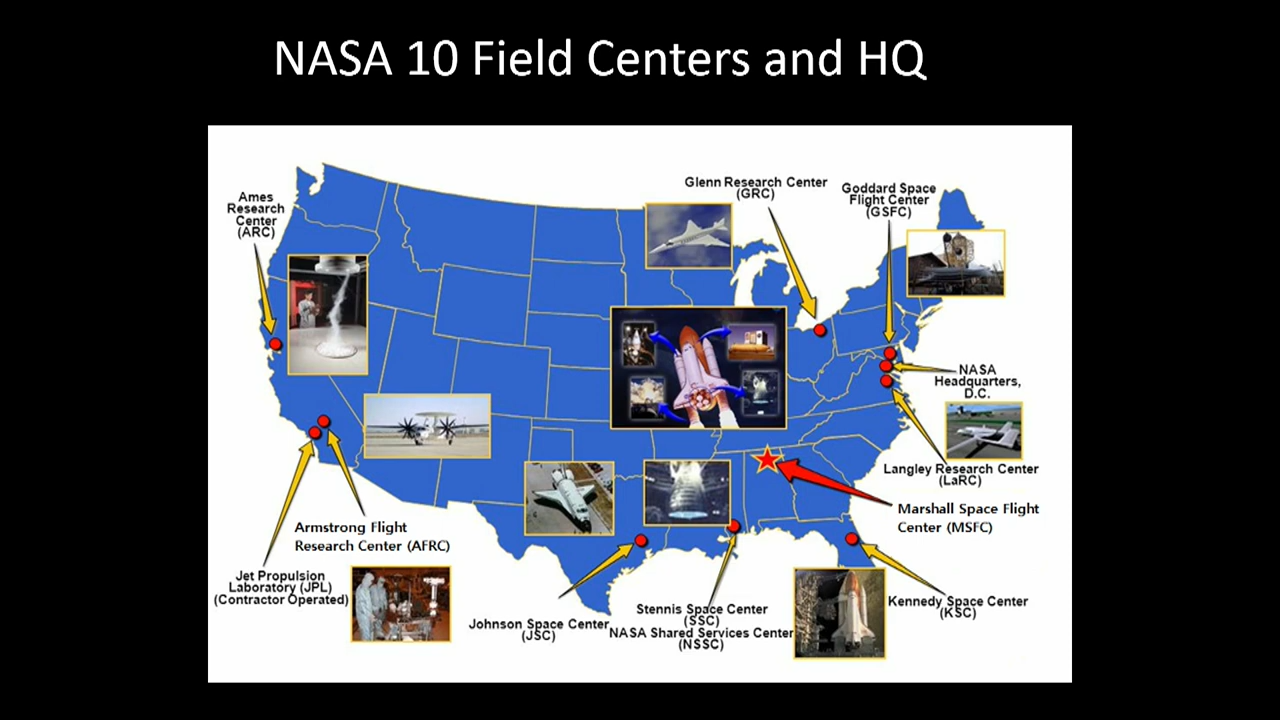 NASA 10 Field Centers and HQ
Glenn Research Center
(GRC)
Goddard Space
Flight Center
(GSFC)
Ames
Research
Center
(ARC)
NASA
Headquarters,
D.C.
Langley Research Center
(LaRC)
Marshall Space Flight
Center (MSFC)
Armstrong Flight
Research Center (AFRC)
Jet Propulsion
Laboratory (JPL)
(Contractor Operated)
Johnson Space Center
(JSC)
Stennis Space Center
(SSC)
NASA Shared Services Center
(NSSC)
Kennedy Space Center
(KSC)